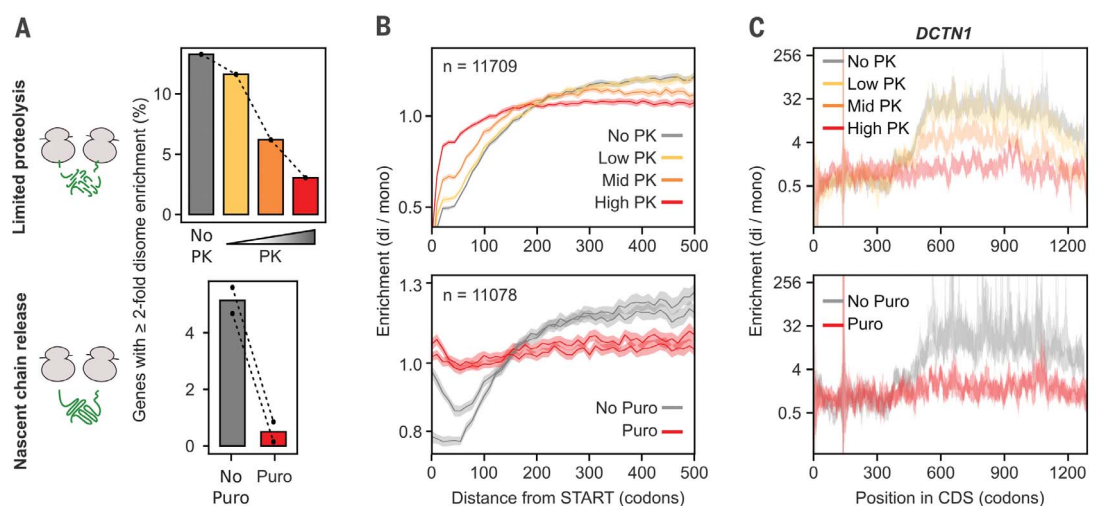 A
Limited proteolysis
Nascent chain release
Genes with ≥ 2-fold disome enrichment (%)
10
5
0
No
PK
PK
4
2
0
No
Puro
Puro
B
Enrichment (di / mono)
n = 11709
1.0
0.5
No PK
Low PK
Mid PK
High PK
0
100
200
300
400
500
n = 11078
1.3
1.0
0.8
No Puro
Puro
0
100
200
300
400
500
Distance from START (codons)
C
DCTN1
Enrichment (di / mono)
256
32
4
0.5
No PK
Low PK
Mid PK
High PK
0
300
600
900
1200
256
32
4
0.5
No Puro
Puro
0
300
600
900
1200
Position in CDS (codons)